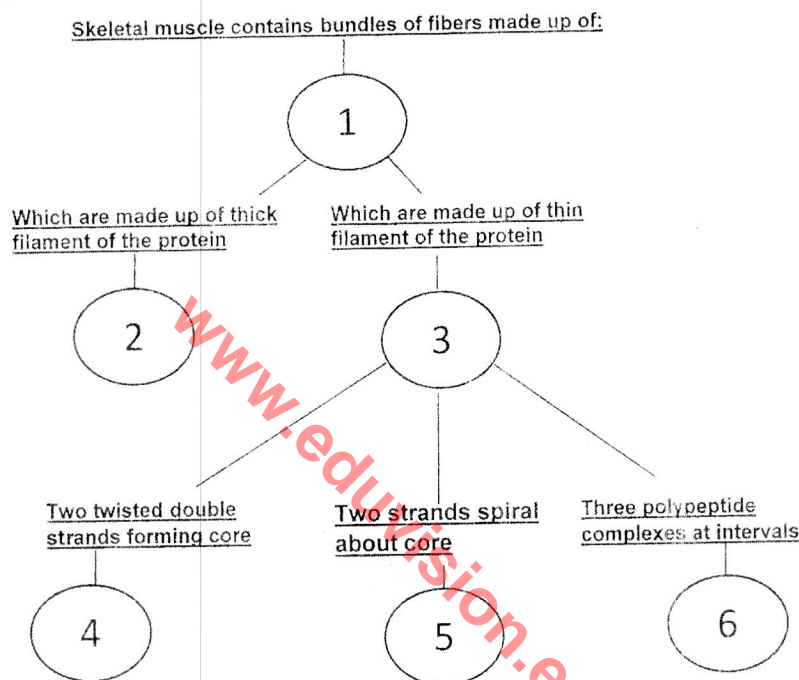 Skeletal muscle contains bundles of fibers made up of:
1
Which are made up of thick
filament of the protein
Which are made up of thin
filament of the protein
2
3
Two twisted double
strands forming core
Two strands spiral
about core
Three polypeptide
complexes at intervals
4
5
6
www.eduvision.e